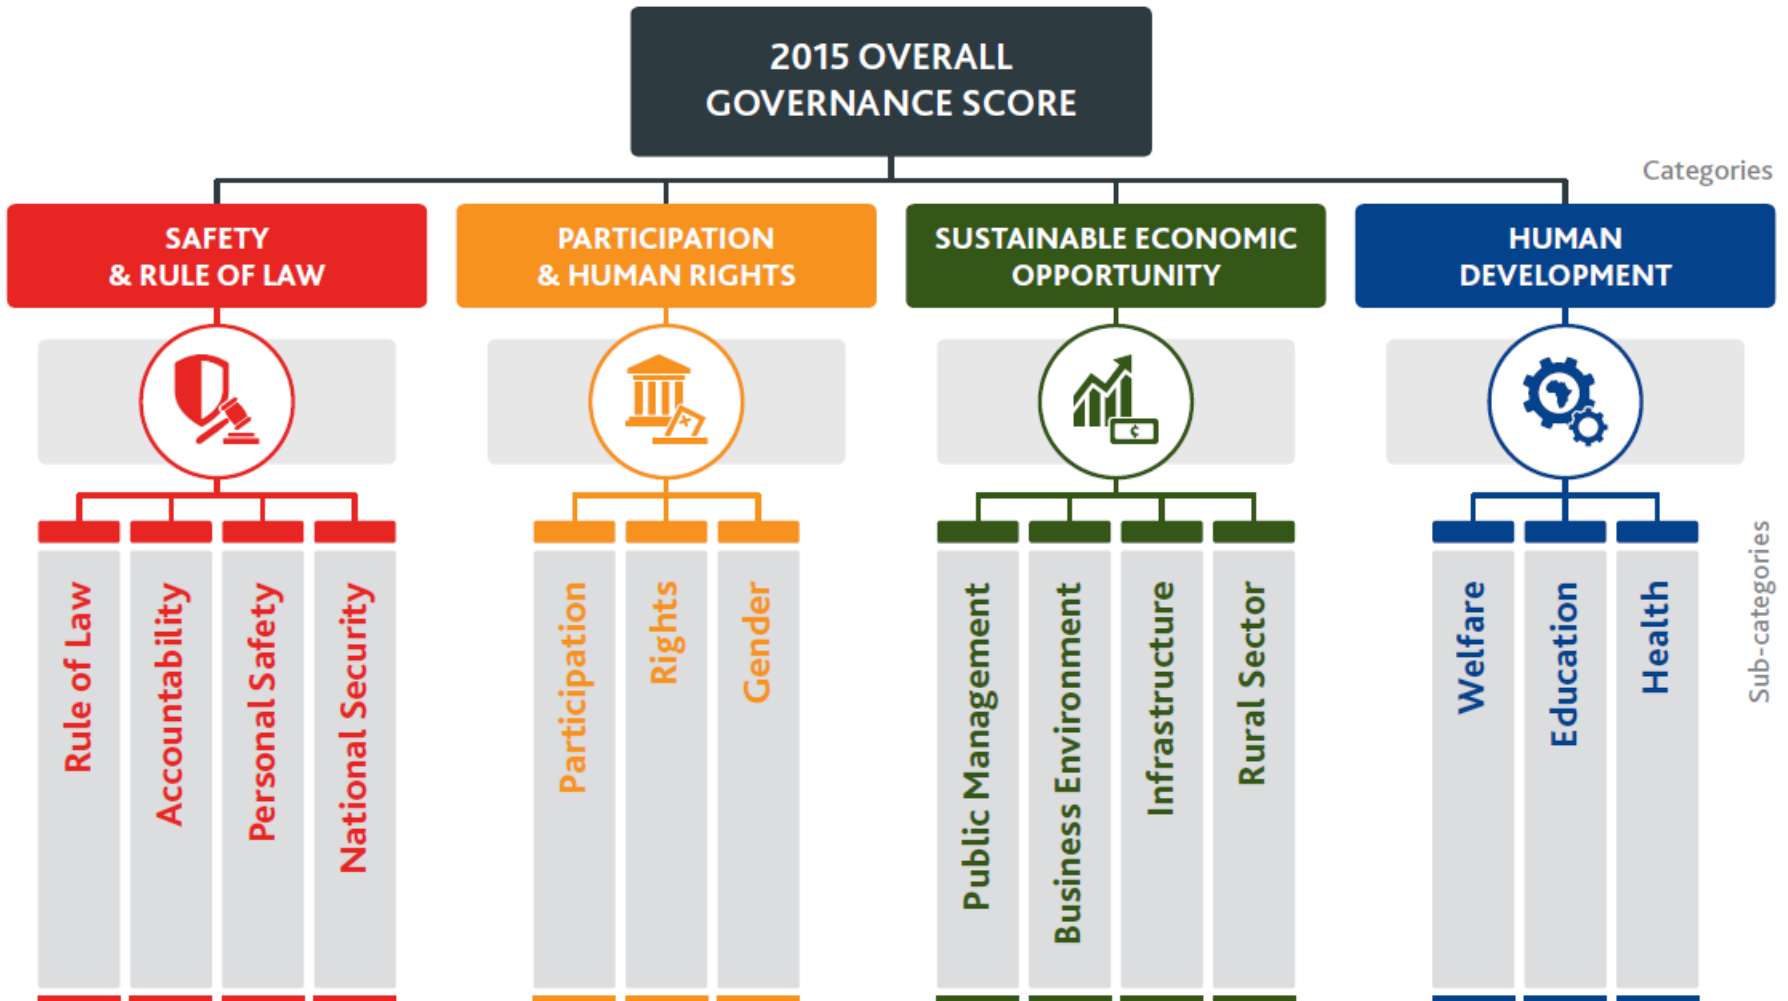 2015 OVERALL
GOVERNANCE SCORE
Categories
SAFETY
& RULE OF LAW
PARTICIPATION
& HUMAN RIGHTS
SUSTAINABLE ECONOMIC
OPPORTUNITY
HUMAN
DEVELOPMENT
Rule of Law
Accountability
Personal Safety
National Security
Participation
Rights
Gender
Public Management
Business Environment
Infrastructure
Rural Sector
Welfare
Education
Health
Sub-categories